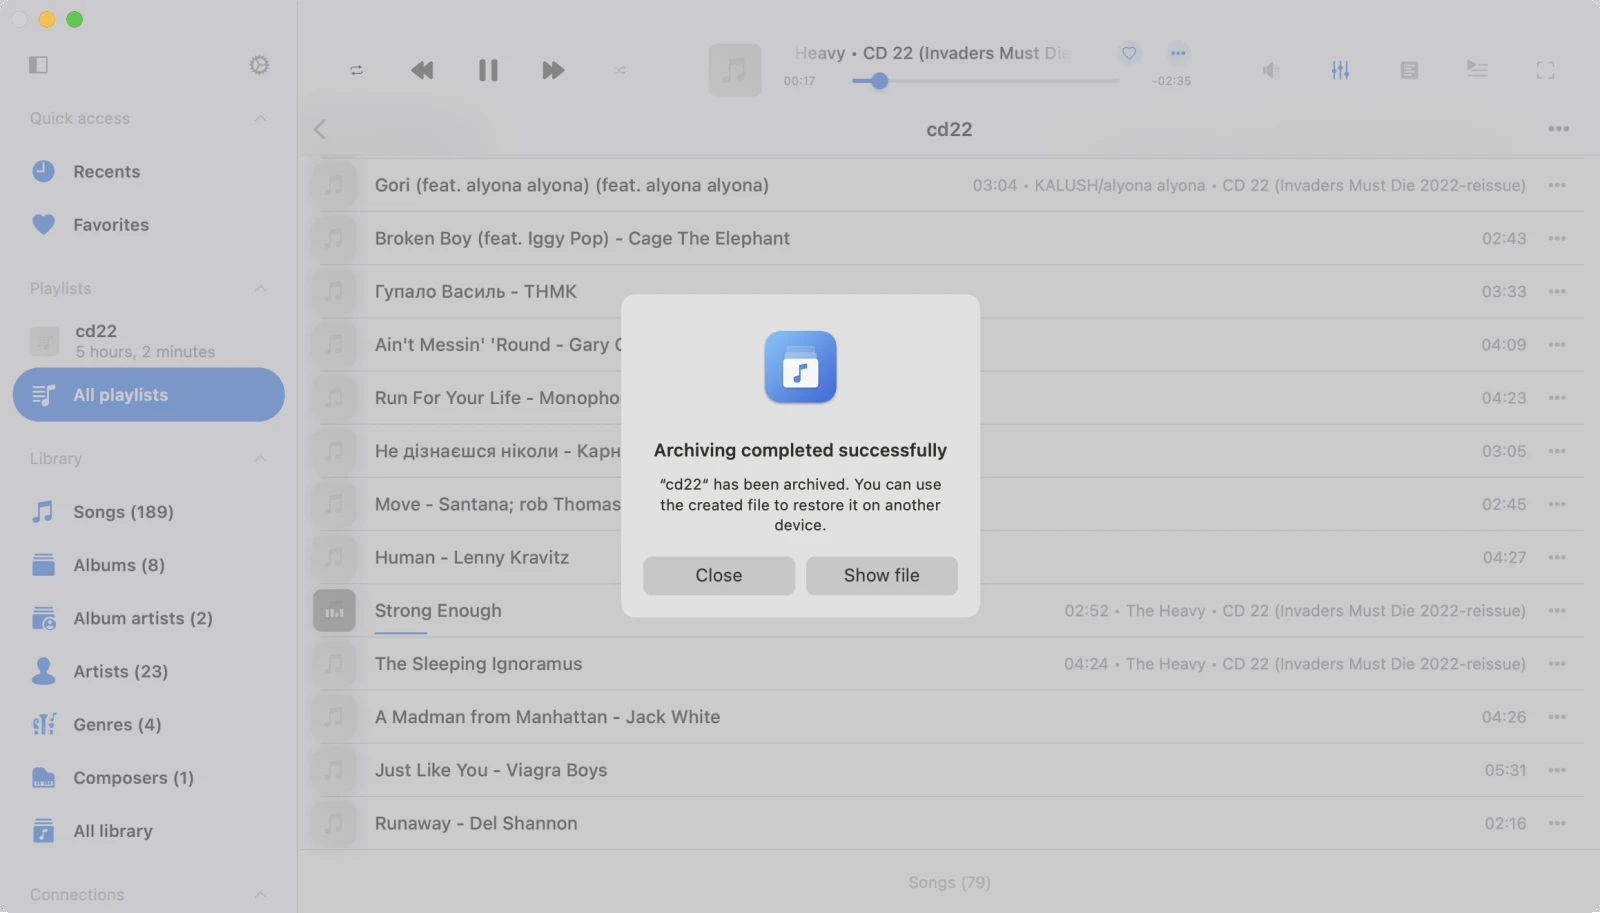 Heavy • CD 22 (Invaders Must Die
00:17
-02:35
Quick access
Recents
Favorites
Playlists
cd22
5 hours, 2 minutes
All playlists
Library
Songs (189)
Albums (8)
Album artists (2)
Artists (23)
Genres (4)
Composers (1)
All library
Connections
cd22
Gori (feat. alyona alyona) (feat. alyona alyona)
03:04 • KALUSH/alyona alyona • CD 22 (Invaders Must Die 2022-reissue)
Broken Boy (feat. Iggy Pop) - Cage The Elephant
02:43
Гупало Василь - ТНМК
03:33
Ain't Messin' 'Round - Gary
04:09
Run For Your Life - Monopho
04:23
Не дізнаєшся ніколи - Карн
03:05
Move - Santana; rob Thomas
02:45
Human - Lenny Kravitz
04:27
Strong Enough
02:52 • The Heavy • CD 22 (Invaders Must Die 2022-reissue)
The Sleeping Ignoramus
04:24 • The Heavy • CD 22 (Invaders Must Die 2022-reissue)
A Madman from Manhattan - Jack White
04:26
Just Like You - Viagra Boys
05:31
Runaway - Del Shannon
02:16
Songs (79)
Archiving completed successfully
“cd22“ has been archived. You can use
the created file to restore it on another
device.
Close
Show file